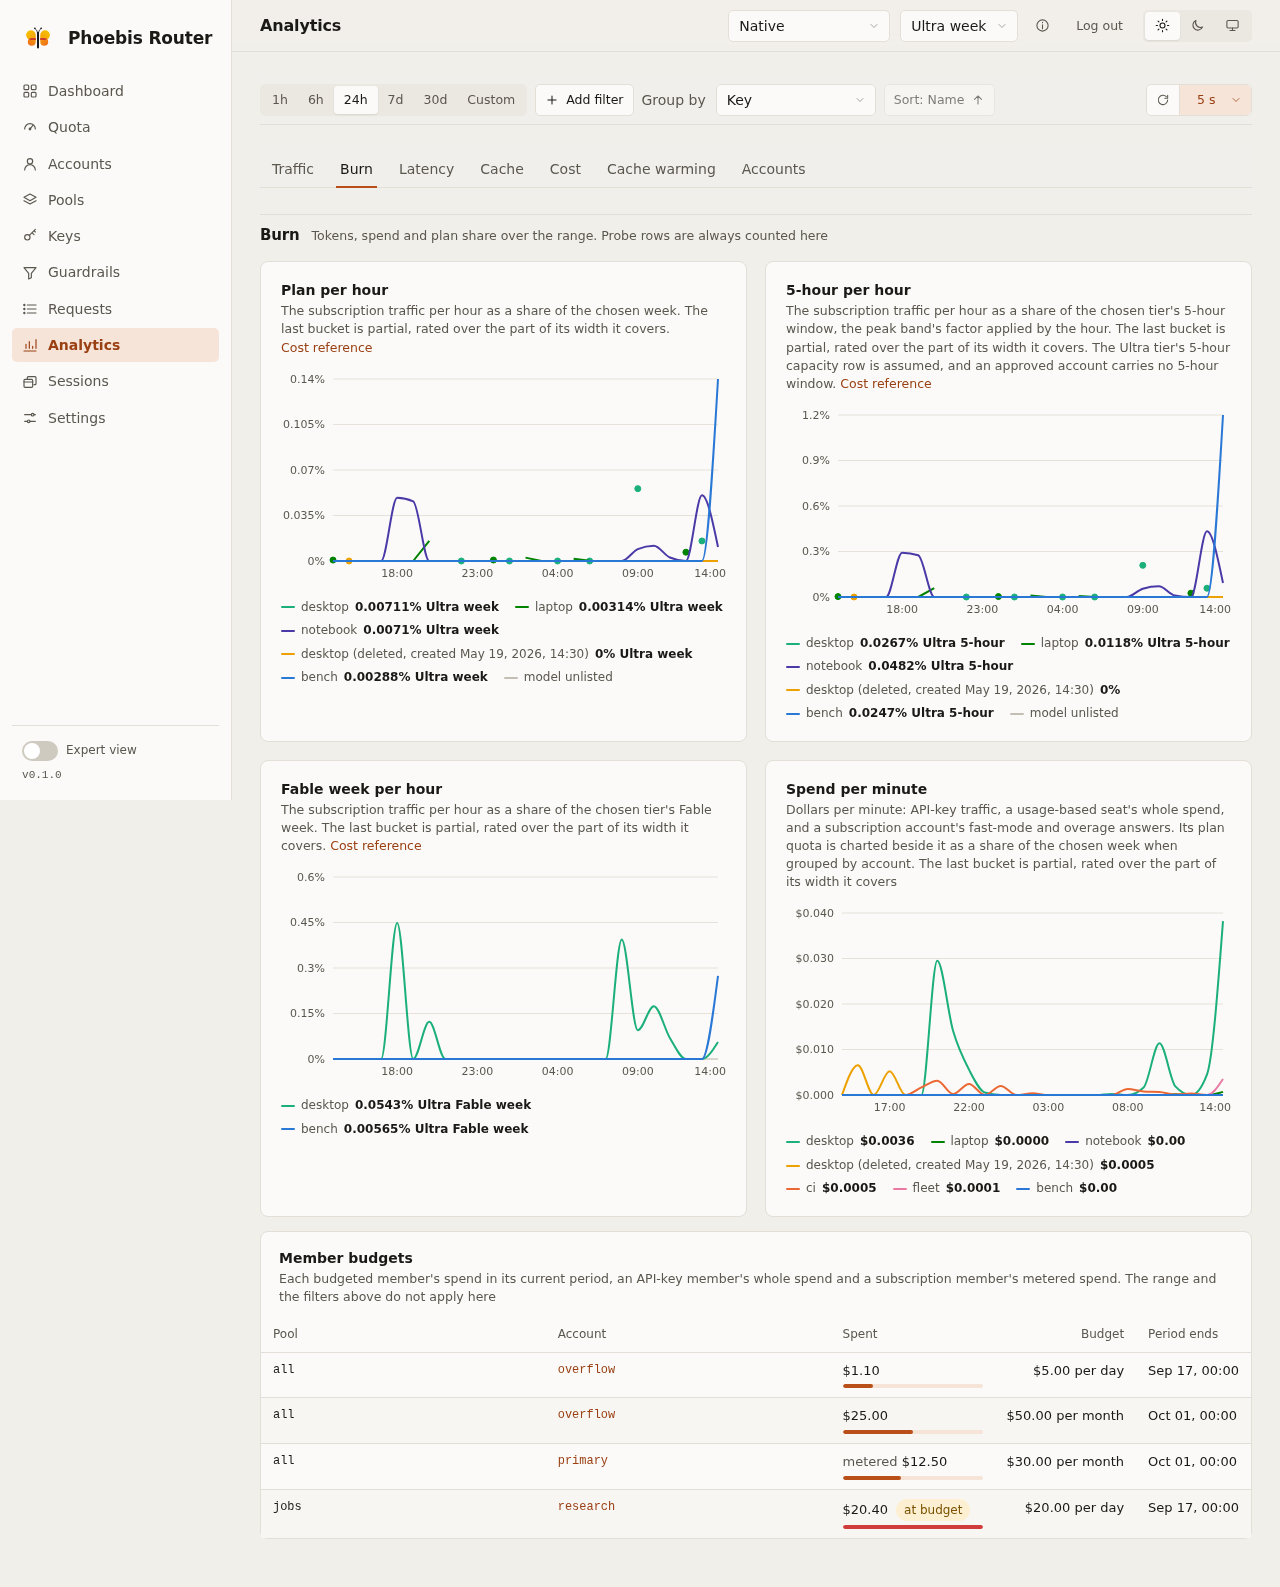 Phoebis Router
Dashboard
Quota
Accounts
Pools
Keys
Guardrails
Requests
Analytics
Sessions
Settings
Expert view
v0.1.0
Analytics
Native
Ultra week
Log out
1h 6h 24h 7d 30d Custom
Add filter
Group by
Key
Sort: Name
5 s
Traffic Burn Latency Cache Cost Cache warming Accounts
Burn Tokens, spend and plan share over the range. Probe rows are always counted here
Plan per hour
The subscription traffic per hour as a share of the chosen week. The
last bucket is partial, rated over the part of its width it covers.
Cost reference
0.14%
0.105%
0.07%
0.035%
0%
18:00 23:00 04:00 09:00 14:00
desktop 0.00711% Ultra week laptop 0.00314% Ultra week
notebook 0.0071% Ultra week
desktop (deleted, created May 19, 2026, 14:30) 0% Ultra week
bench 0.00288% Ultra week model unlisted
5-hour per hour
The subscription traffic per hour as a share of the chosen tier's 5-hour
window, the peak band's factor applied by the hour. The last bucket is
partial, rated over the part of its width it covers. The Ultra tier's 5-hour
capacity row is assumed, and an approved account carries no 5-hour
window. Cost reference
1.2%
0.9%
0.6%
0.3%
0%
18:00 23:00 04:00 09:00 14:00
desktop 0.0267% Ultra 5-hour laptop 0.0118% Ultra 5-hour
notebook 0.0482% Ultra 5-hour
desktop (deleted, created May 19, 2026, 14:30) 0%
bench 0.0247% Ultra 5-hour model unlisted
Fable week per hour
The subscription traffic per hour as a share of the chosen tier's Fable
week. The last bucket is partial, rated over the part of its width it
covers. Cost reference
0.6%
0.45%
0.3%
0.15%
0%
18:00 23:00 04:00 09:00 14:00
desktop 0.0543% Ultra Fable week
bench 0.00565% Ultra Fable week
Spend per minute
Dollars per minute: API-key traffic, a usage-based seat's whole spend,
and a subscription account's fast-mode and overage answers. Its plan
quota is charted beside it as a share of the chosen week when
grouped by account. The last bucket is partial, rated over the part of
its width it covers
$0.040
$0.030
$0.020
$0.010
$0.000
17:00 22:00 03:00 08:00 14:00
desktop $0.0036 laptop $0.0000 notebook $0.00
desktop (deleted, created May 19, 2026, 14:30) $0.0005
ci $0.0005 fleet $0.0001 bench $0.00
Member budgets
Each budgeted member's spend in its current period, an API-key member's whole spend and a subscription member's metered spend. The range and
the filters above do not apply here
Pool Account Spent Budget Period ends
all overflow $1.10 $5.00 per day Sep 17, 00:00
all overflow $25.00 $50.00 per month Oct 01, 00:00
all primary metered $12.50 $30.00 per month Oct 01, 00:00
jobs research $20.40 at budget $20.00 per day Sep 17, 00:00